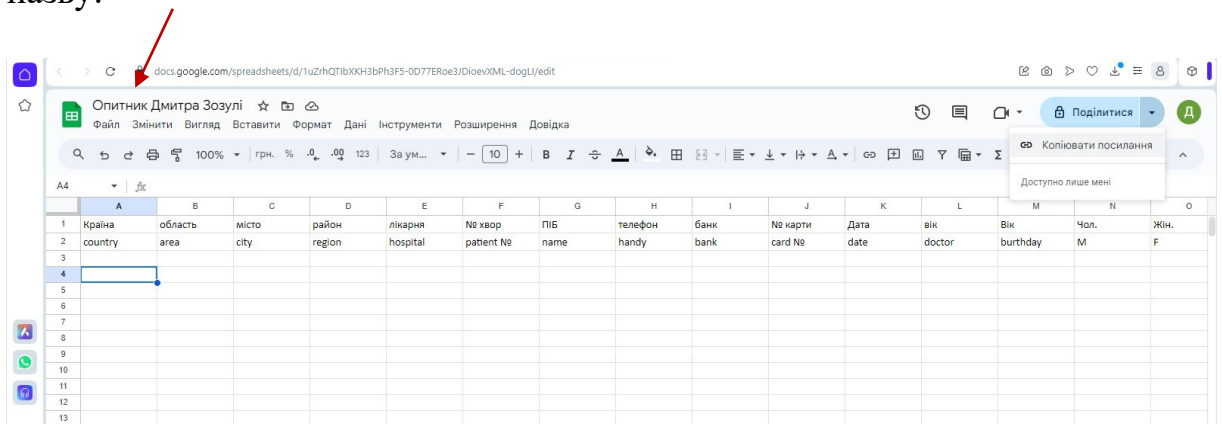 назву.
docs.google.com/spreadsheets/d/1uZrhQTIbXKH3bPh3F5-0D77ERoe3JDioevXML-dogLI/edit
Опитник Дмитра Зозулі
Файл Змінити Вигляд Вставити Формат Дані Інструменти Розширення Довідка
Поділитися
Д
100% грн. % .0 .00 123 За ум... − 10 + B I A Σ
Копіювати посилання
Доступно лише мені
A4 fx
A B C D E F G H I J K L M N O
1 Країна область місто район лікарня № хвор ПІБ телефон банк № карти Дата вік Вік Чол. Жін.
2 country area city region hospital patient № name handy bank card № date doctor burthday M F
3
4
5
6
7
8
9
10
11
12
13